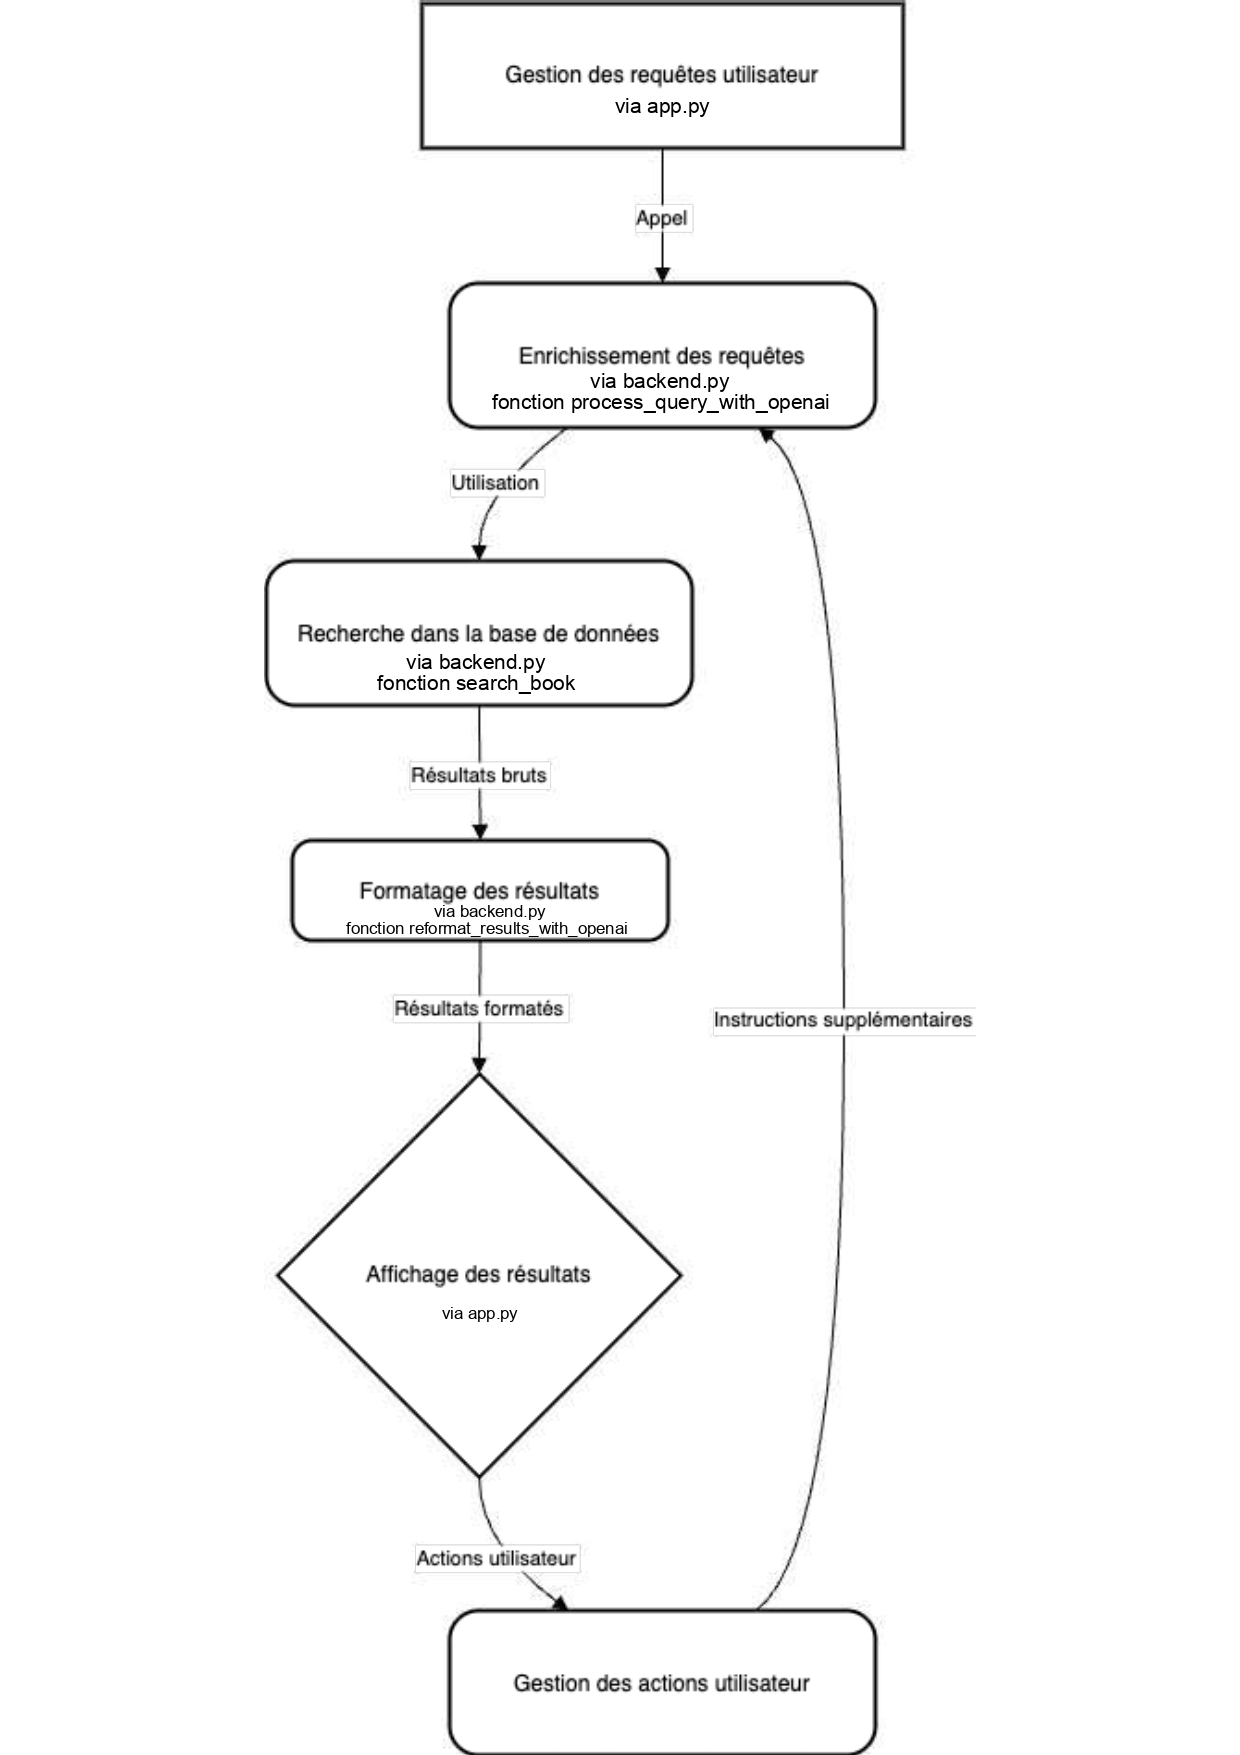 Gestion des requêtes utilisateur
via app.py
Appel
Enrichissement des requêtes
via backend.py
fonction process_query_with_openai
Utilisation
Recherche dans la base de données
via backend.py
fonction search_book
Résultats bruts
Formatage des résultats
via backend.py
fonction reformat_results_with_openai
Résultats formatés
Instructions supplémentaires
Affichage des résultats
via app.py
Actions utilisateur
Gestion des actions utilisateur